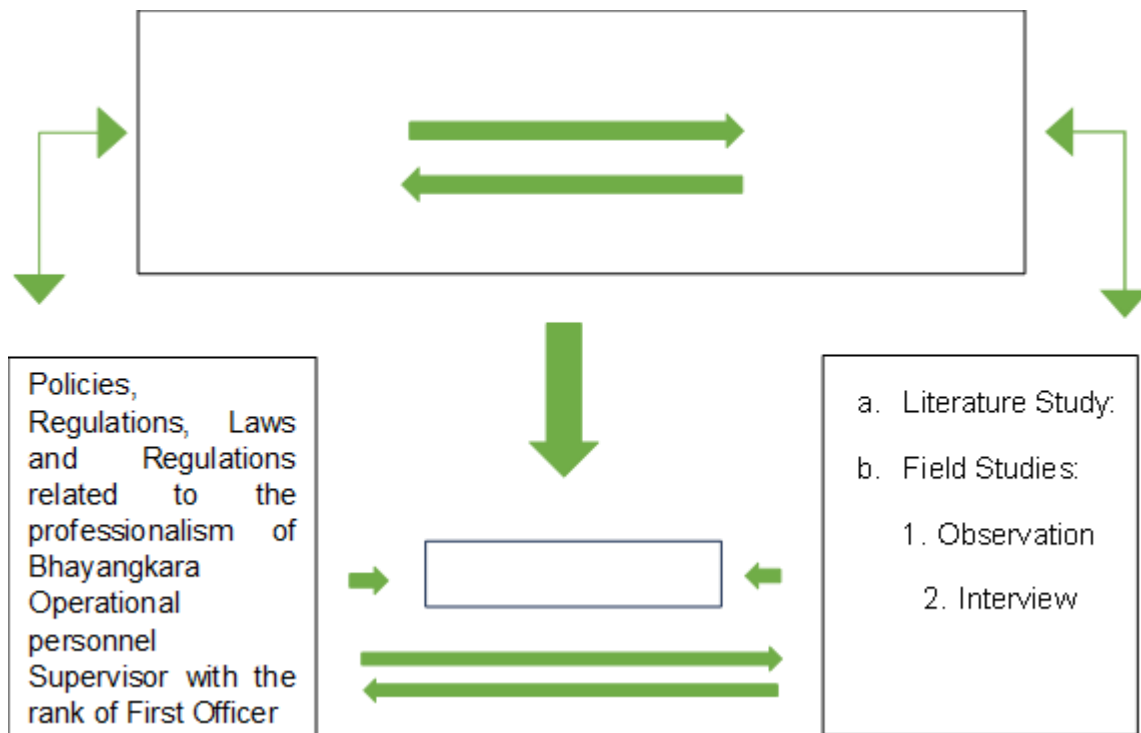 Policies,
Regulations, Laws
and Regulations
related to the
professionalism of
Bhayangkara
Operational
personnel
Supervisor with the
rank of First Officer
a. Literature Study:
b. Field Studies:
1. Observation
2. Interview